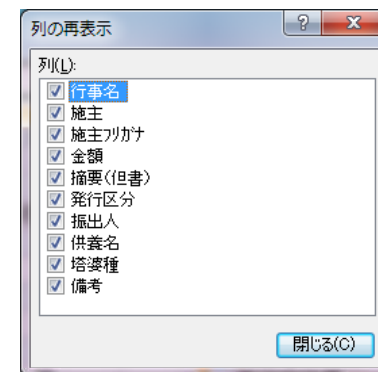 列の再表示
列(L):
行事名
施主
施主ﾌﾘｶﾞﾅ
金額
摘要(但書)
発行区分
振出人
供養名
塔婆種
備考
閉じる(C)